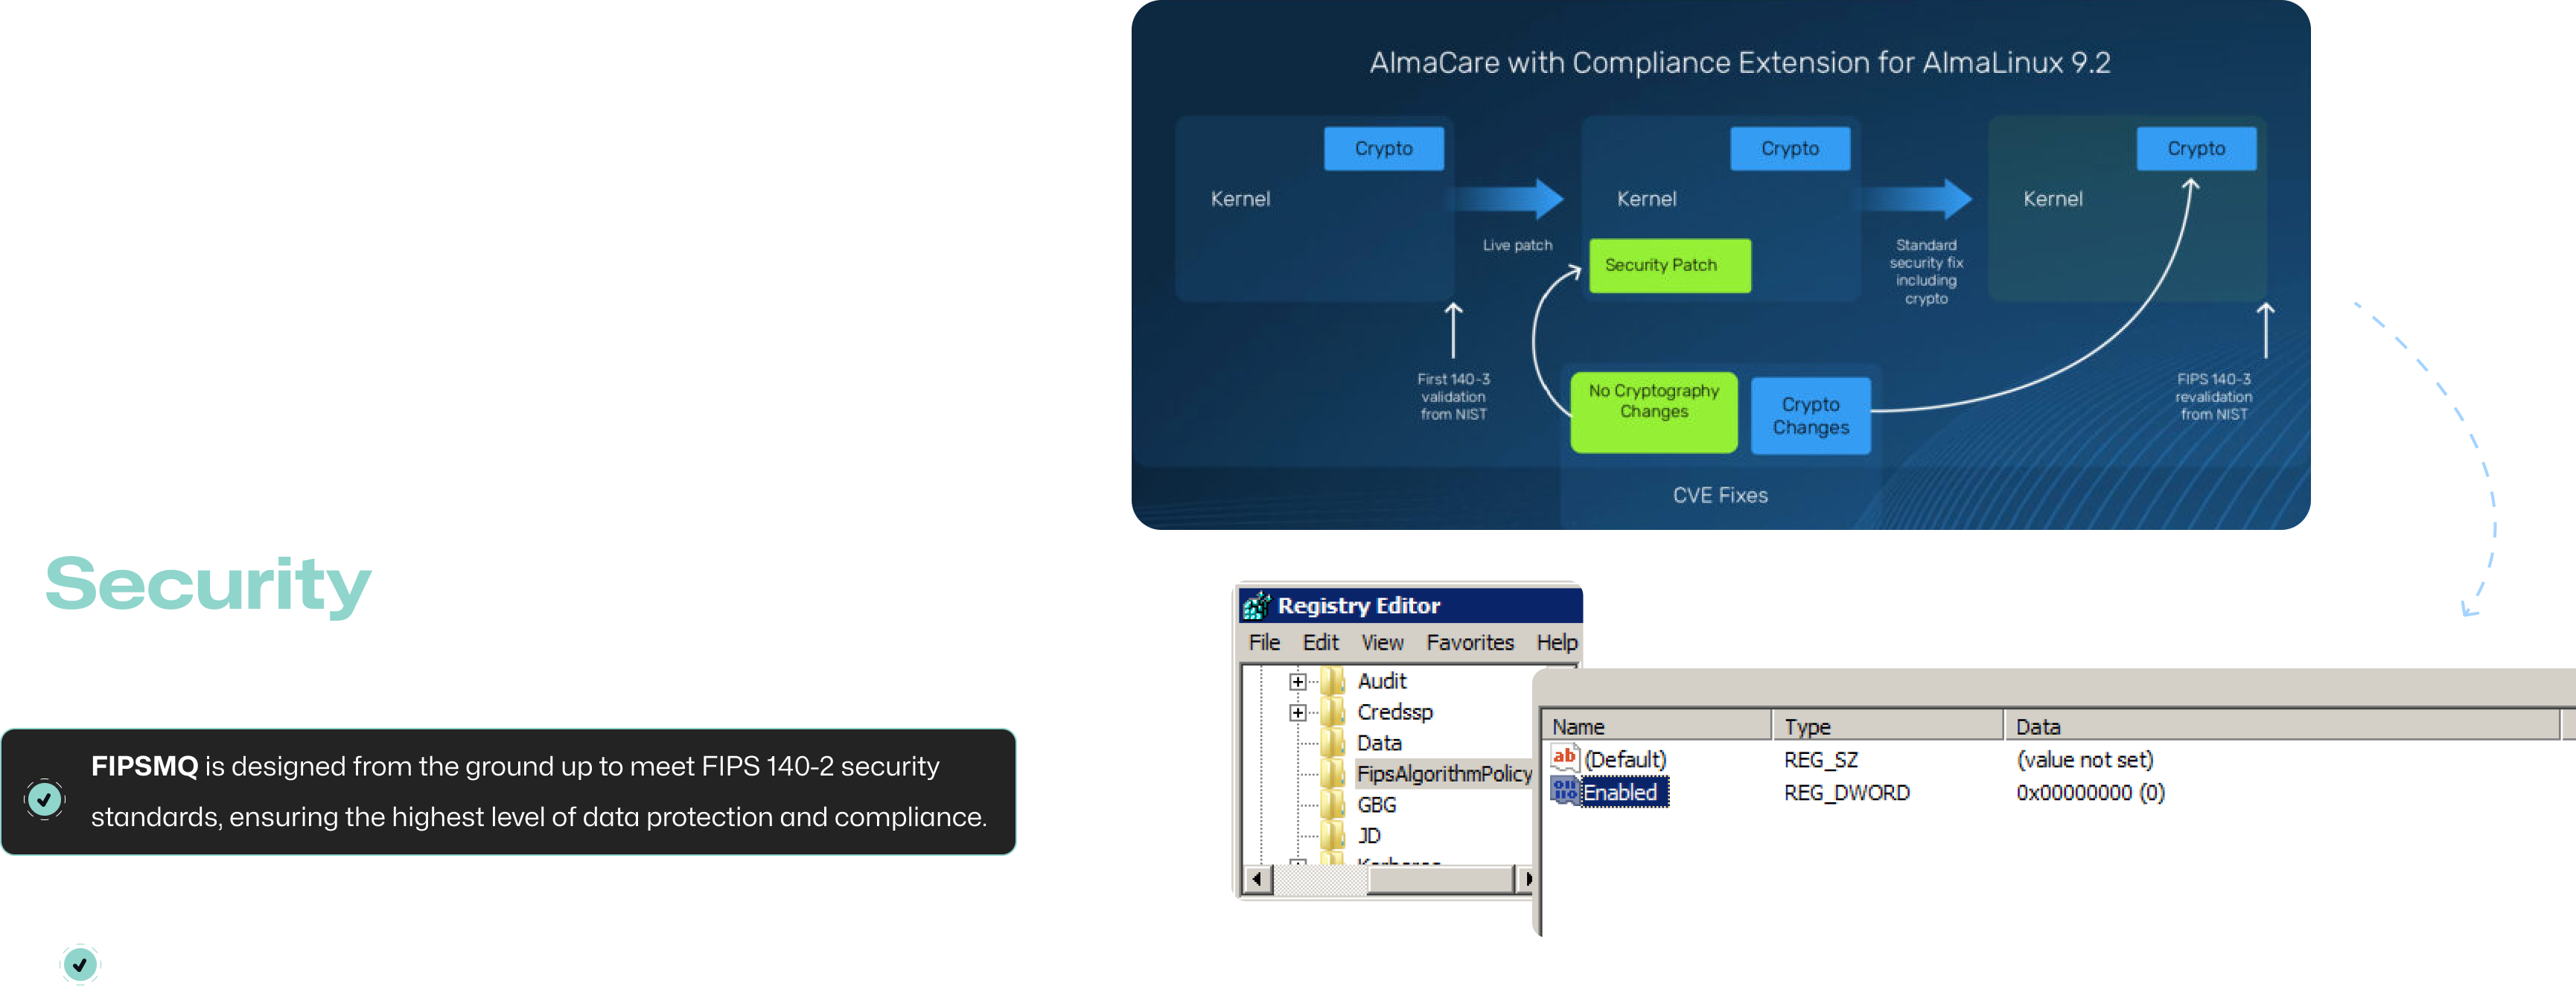 AlmaCare with Compliance Extension for AlmaLinux 9.2
Crypto
Kernel
Live patch
Crypto
Kernel
Security Patch
Standard
security fix
including
crypto
Crypto
Kernel
First 140-3
validation
from NIST
No Cryptography
Changes
Crypto
Changes
FIPS 140-3
revalidation
from NIST
CVE Fixes
Security
FIPSMQ is designed from the ground up to meet FIPS 140-2 security
standards, ensuring the highest level of data protection and compliance.
Registry Editor
File Edit View Favorites Help
Audit
Credssp
Data
FipsAlgorithmPolicy
GBG
JD
Name Type Data
(Default) REG_SZ (value not set)
Enabled REG_DWORD 0x00000000 (0)